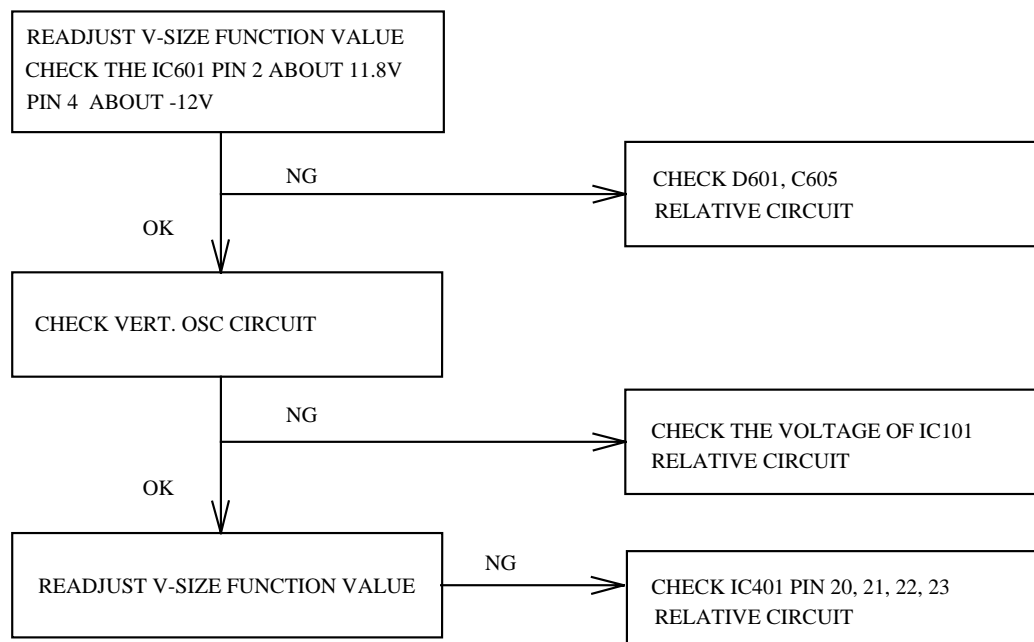 READJUST V-SIZE FUNCTION VALUE
CHECK THE IC601 PIN 2 ABOUT 11.8V
PIN 4 ABOUT -12V
NG
CHECK D601, C605
RELATIVE CIRCUIT
OK
CHECK VERT. OSC CIRCUIT
NG
CHECK THE VOLTAGE OF IC101
RELATIVE CIRCUIT
OK
READJUST V-SIZE FUNCTION VALUE
NG
CHECK IC401 PIN 20, 21, 22, 23
RELATIVE CIRCUIT